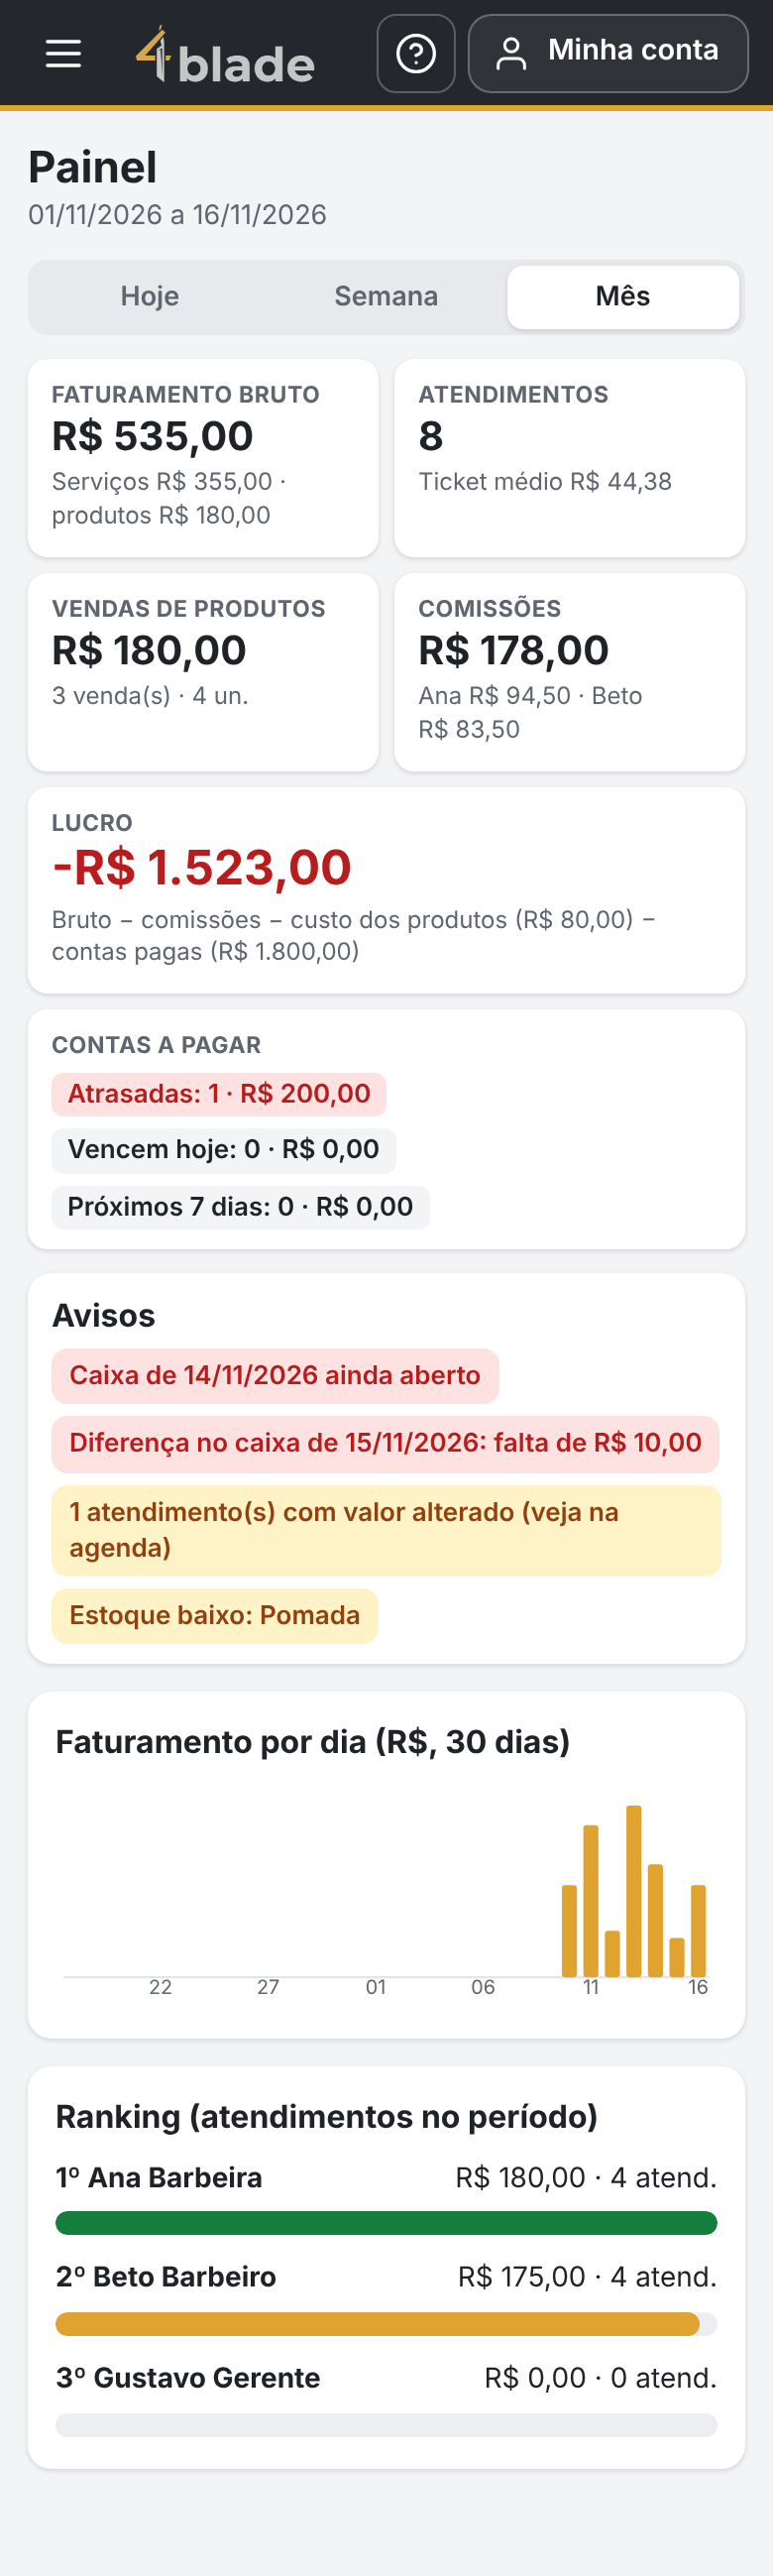 4blade
Minha conta
Painel
01/11/2026 a 16/11/2026
Hoje
Semana
Mês
FATURAMENTO BRUTO
R$ 535,00
Serviços R$ 355,00 ·
produtos R$ 180,00
ATENDIMENTOS
8
Ticket médio R$ 44,38
VENDAS DE PRODUTOS
R$ 180,00
3 venda(s) · 4 un.
COMISSÕES
R$ 178,00
Ana R$ 94,50 · Beto
R$ 83,50
LUCRO
-R$ 1.523,00
Bruto − comissões − custo dos produtos (R$ 80,00) −
contas pagas (R$ 1.800,00)
CONTAS A PAGAR
Atrasadas: 1 · R$ 200,00
Vencem hoje: 0 · R$ 0,00
Próximos 7 dias: 0 · R$ 0,00
Avisos
Caixa de 14/11/2026 ainda aberto
Diferença no caixa de 15/11/2026: falta de R$ 10,00
1 atendimento(s) com valor alterado (veja na
agenda)
Estoque baixo: Pomada
Faturamento por dia (R$, 30 dias)
22 27 01 06 11 16
Ranking (atendimentos no período)
1º Ana Barbeira R$ 180,00 · 4 atend.
2º Beto Barbeiro R$ 175,00 · 4 atend.
3º Gustavo Gerente R$ 0,00 · 0 atend.